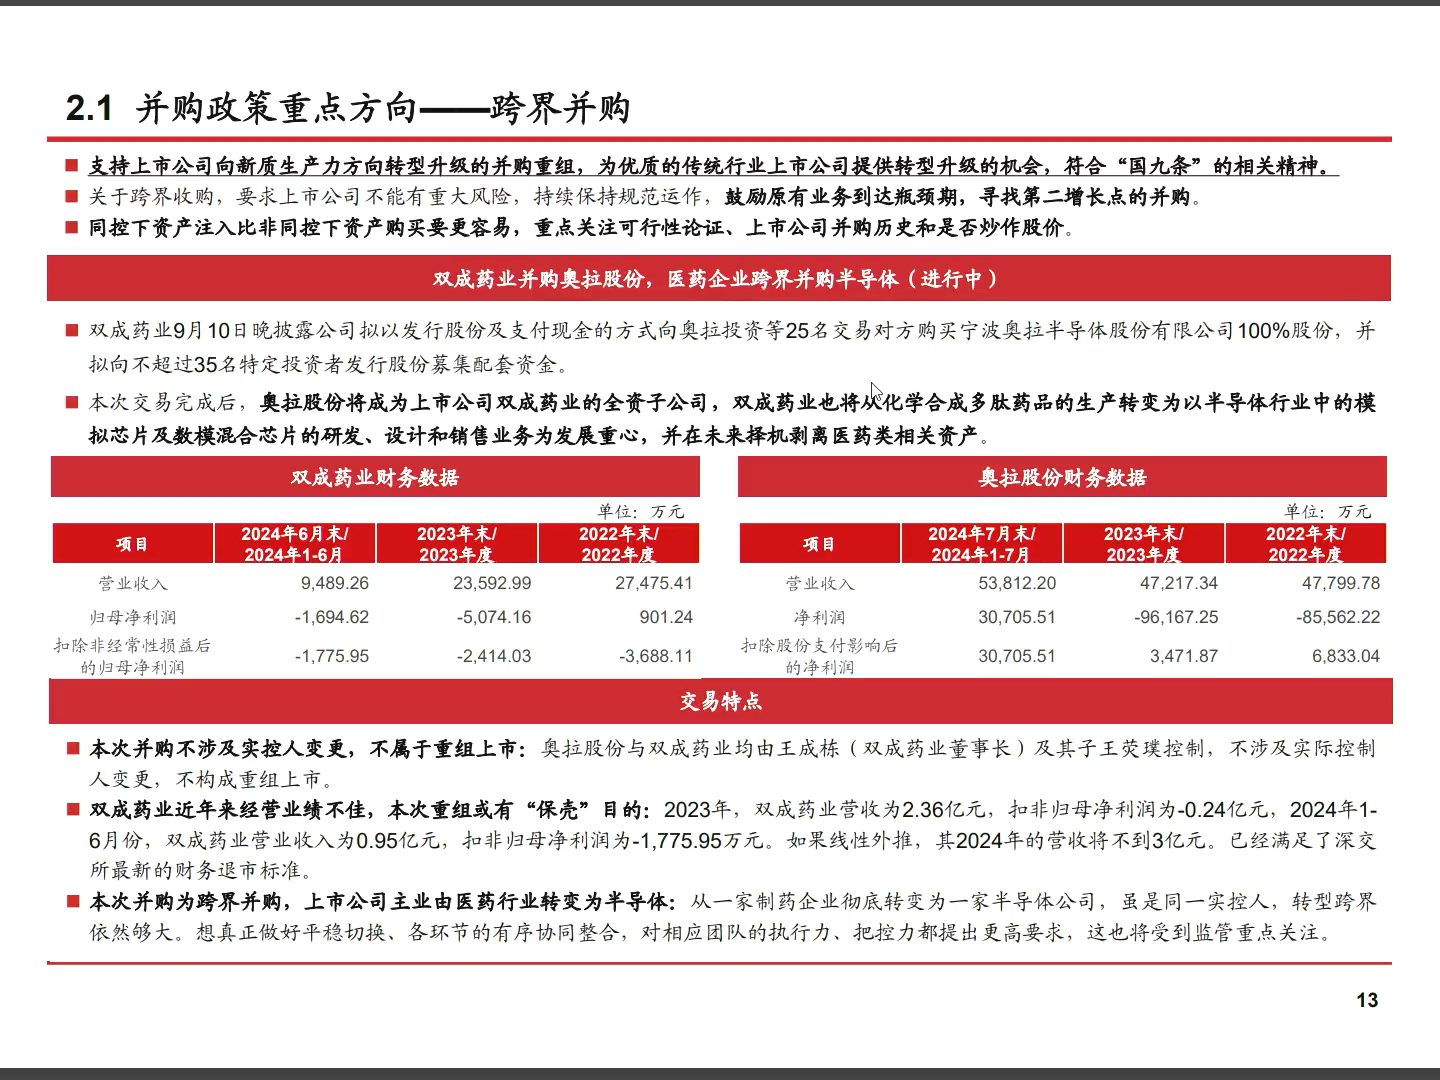 2.1 并购政策重点方向——跨界并购
■ 支持上市公司向新质生产力方向转型升级的并购重组，为优质的传统行业上市公司提供转型升级的机会，符合“国九条”的相关精神。
■ 关于跨界收购，要求上市公司不能有重大风险，持续保持规范运作，鼓励原有业务到达瓶颈期，寻找第二增长点的并购。
■ 同控下资产注入比非同控下资产购买要更容易，重点关注可行性论证、上市公司并购历史和是否炒作股价。
双成药业并购奥拉股份，医药企业跨界并购半导体（进行中）
■ 双成药业9月10日晚披露公司拟以发行股份及支付现金的方式向奥拉投资等25名交易对方购买宁波奥拉半导体股份有限公司100%股份，并
拟向不超过35名特定投资者发行股份募集配套资金。
■ 本次交易完成后，奥拉股份将成为上市公司双成药业的全资子公司，双成药业也将从化学合成多肽药品的生产转变为以半导体行业中的模
拟芯片及数模混合芯片的研发、设计和销售业务为发展重心，并在未来择机剥离医药类相关资产。
双成药业财务数据
单位：万元
项目 2024年6月末/ 2023年末/ 2022年末/
2024年1-6月 2023年度 2022年度
营业收入 9,489.26 23,592.99 27,475.41
归母净利润 -1,694.62 -5,074.16 901.24
扣除非经常性损益后
的归母净利润 -1,775.95 -2,414.03 -3,688.11
奥拉股份财务数据
单位：万元
项目 2024年7月末/ 2023年末/ 2022年末/
2024年1-7月 2023年度 2022年度
营业收入 53,812.20 47,217.34 47,799.78
净利润 30,705.51 -96,167.25 -85,562.22
扣除股份支付影响后
的净利润 30,705.51 3,471.87 6,833.04
交易特点
■ 本次并购不涉及实控人变更，不属于重组上市：奥拉股份与双成药业均由王成栋（双成药业董事长）及其子王荧璞控制，不涉及实际控制
人变更，不构成重组上市。
■ 双成药业近年来经营业绩不佳，本次重组或有“保壳”目的：2023年，双成药业营收为2.36亿元，扣非归母净利润为-0.24亿元，2024年1-
6月份，双成药业营业收入为0.95亿元，扣非归母净利润为-1,775.95万元。如果线性外推，其2024年的营收将不到3亿元。已经满足了深交
所最新的财务退市标准。
■ 本次并购为跨界并购，上市公司主业由医药行业转变为半导体：从一家制药企业彻底转变为一家半导体公司，虽是同一实控人，转型跨界
依然够大。想真正做好平稳切换、各环节的有序协同整合，对相应团队的执行力、把控力都提出更高要求，这也将受到监管重点关注。
13